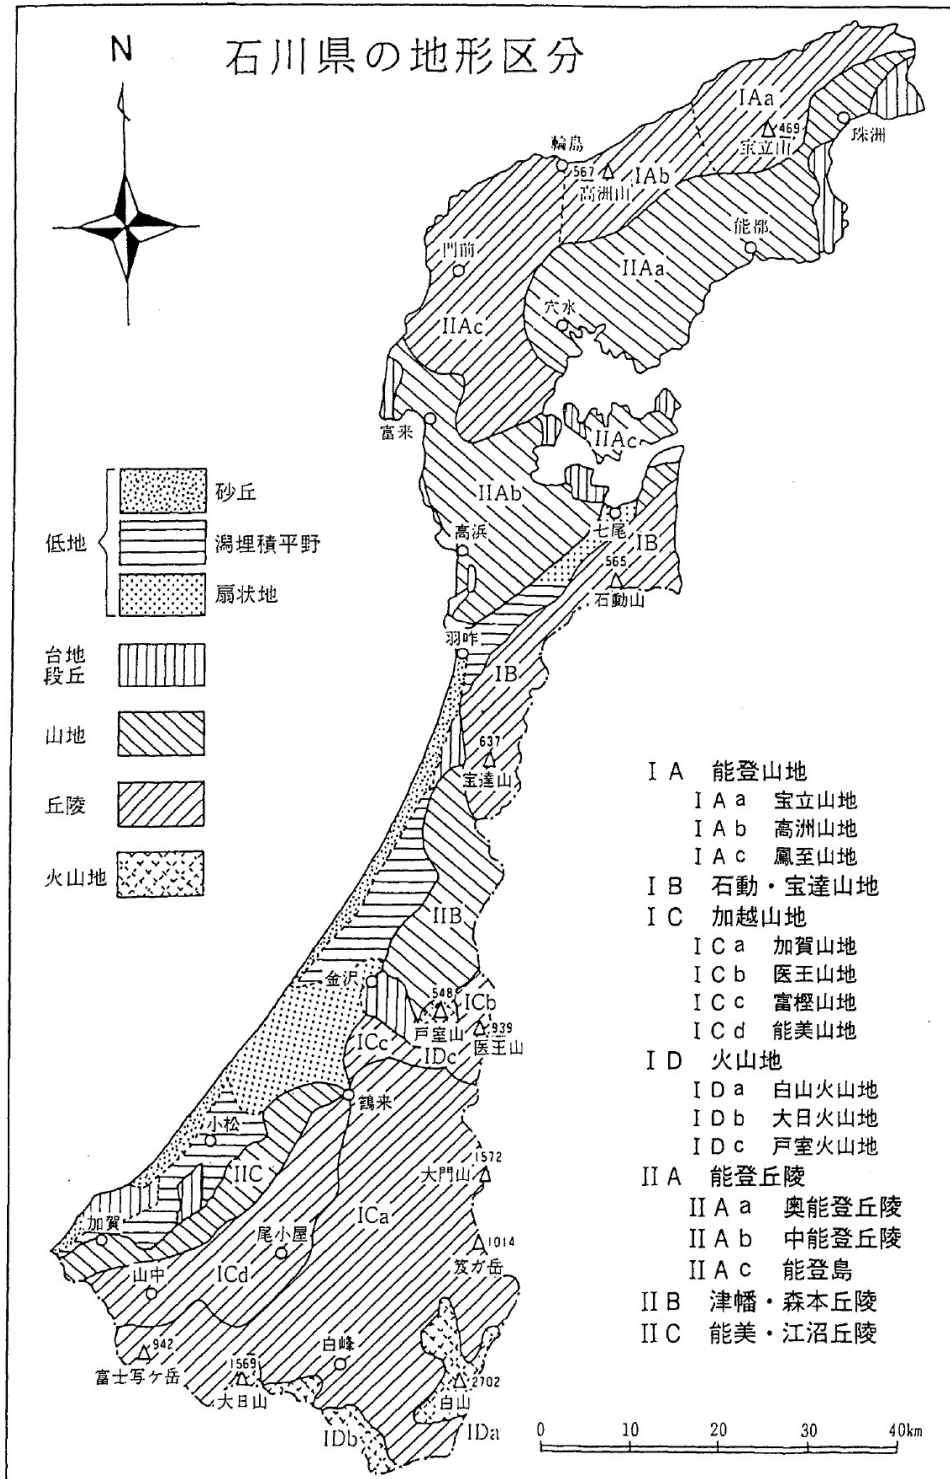 石川県の地形区分
N
IAa
469
宝立山
珠洲
輪島
567
高洲山
IAb
能都
門前
IIAa
穴水
IIAc
富来
IIAc
IIAb
七尾
IB
高浜
565
石動山
羽咋
IB
637
宝達山
IIB
金沢
548
戸室山
ICb
939
医王山
ICc
IDc
鶴来
小松
IIC
1572
大門山
ICa
加賀
尾小屋
1014
笈ガ岳
ICd
山中
942
富士写ケ岳
1569
大日山
白峰
2702
白山
IDb
IDa
低地
砂丘
潟埋積平野
扇状地
台地
段丘
山地
丘陵
火山地
I A 能登山地
I A a 宝立山地
I A b 高洲山地
I A c 鳳至山地
I B 石動・宝達山地
I C 加越山地
I C a 加賀山地
I C b 医王山地
I C c 富樫山地
I C d 能美山地
I D 火山地
I D a 白山火山地
I D b 大日火山地
I D c 戸室火山地
II A 能登丘陵
II A a 奥能登丘陵
II A b 中能登丘陵
II A c 能登島
II B 津幡・森本丘陵
II C 能美・江沼丘陵
0 10 20 30 40km